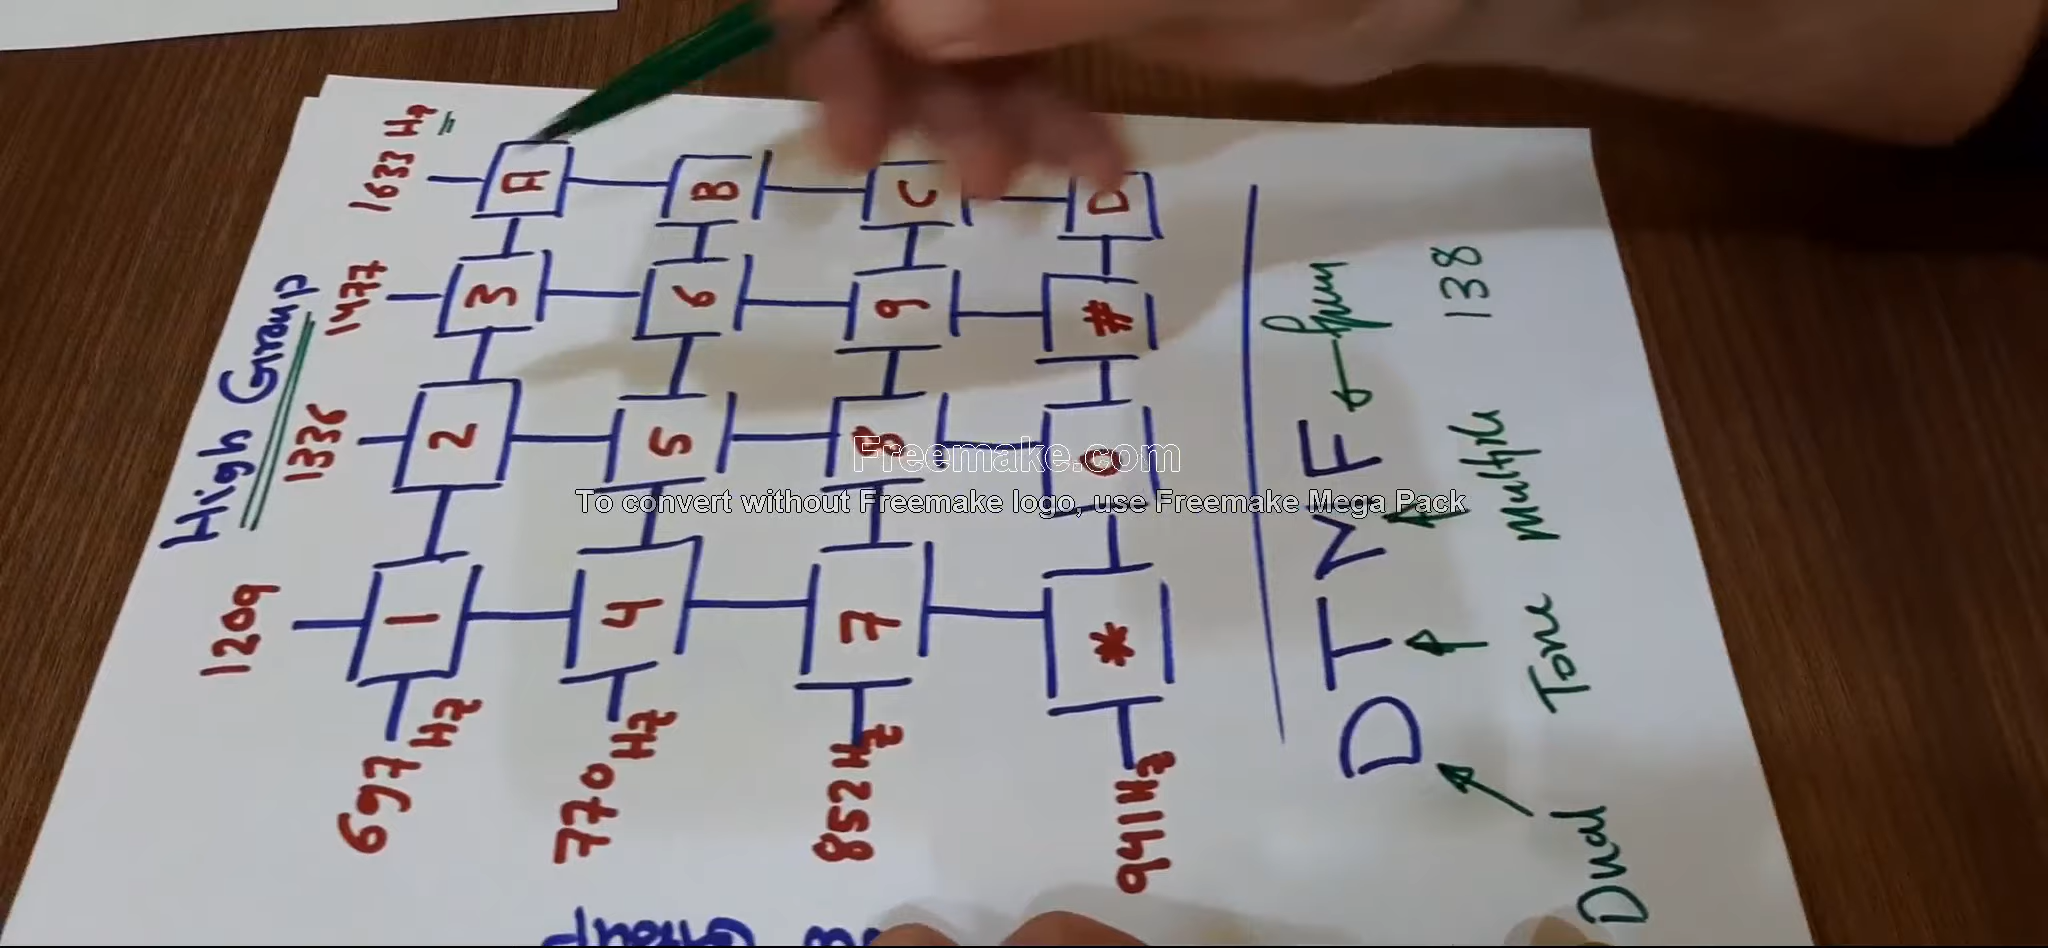 High Group
1209 1336 1477 1633 Hz
697 Hz 1 2 3 A
770 Hz 4 5 6 B
852 Hz 7 8 9 C
941 Hz * 0 # D
Group
DTMF
Dual Tone Multiple
138
Freemake.com
To convert without Freemake logo, use Freemake Mega Pack